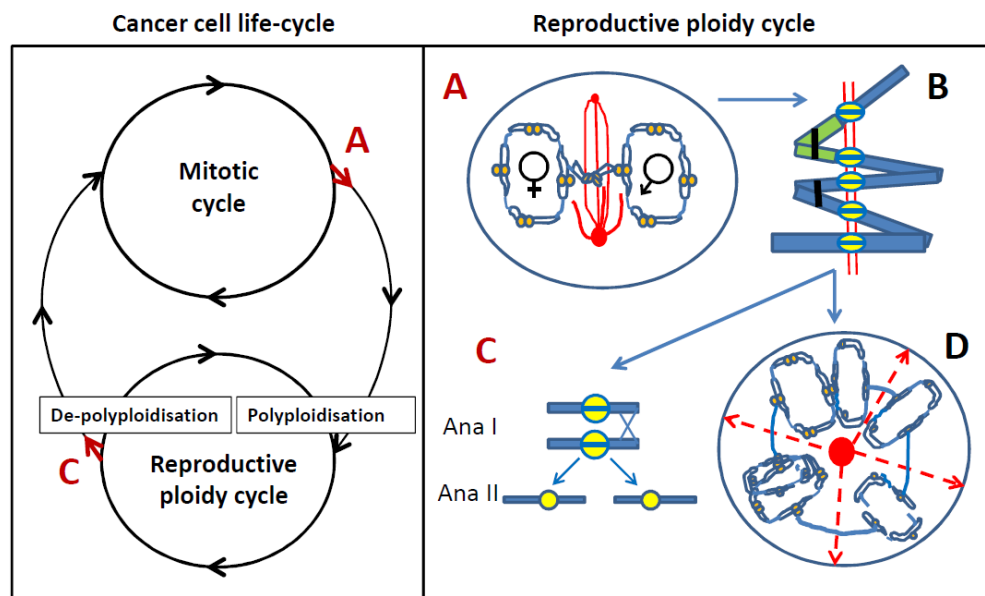 Cancer cell life-cycle
Reproductive ploidy cycle
Mitotic
cycle
A
De-polyploidisation
Polyploidisation
C
Reproductive
ploidy cycle
A
B
C
Ana I
Ana II
D